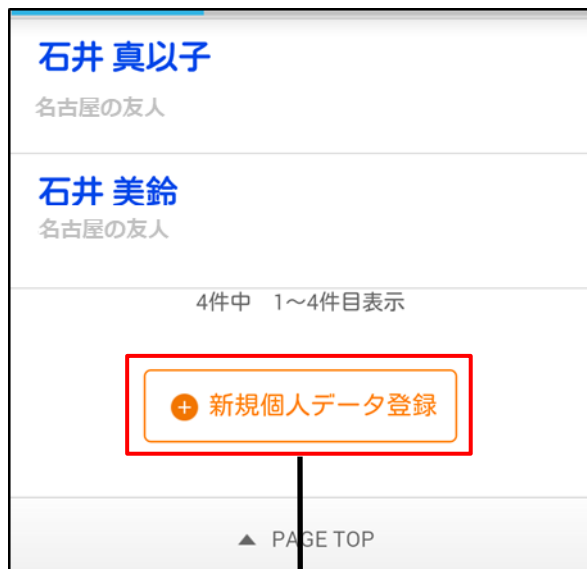 石井 真以子
名古屋の友人
石井 美鈴
名古屋の友人
4件中　1～4件目表示
新規個人データ登録
▲ PAGE TOP